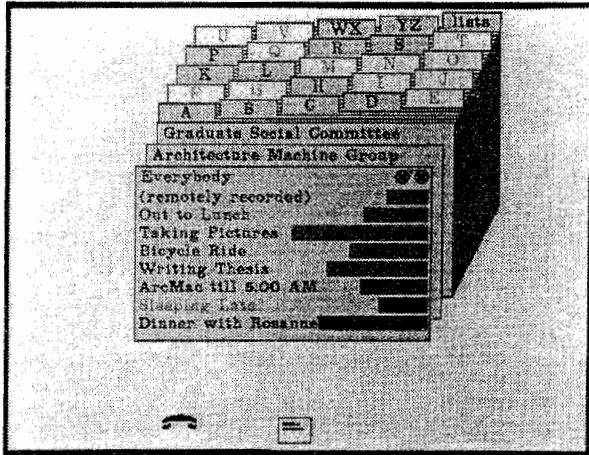 U V WX YZ lists
P Q R S T
K L M N O
F G H I J
A B C D E
Graduate Social Committee
Architecture Machine Group
Everybody
(remotely recorded)
Out to Lunch
Taking Pictures
Bicycle Ride
Writing Thesis
ArcMac till 5:00 AM
Sleeping Late
Dinner with Rosanne